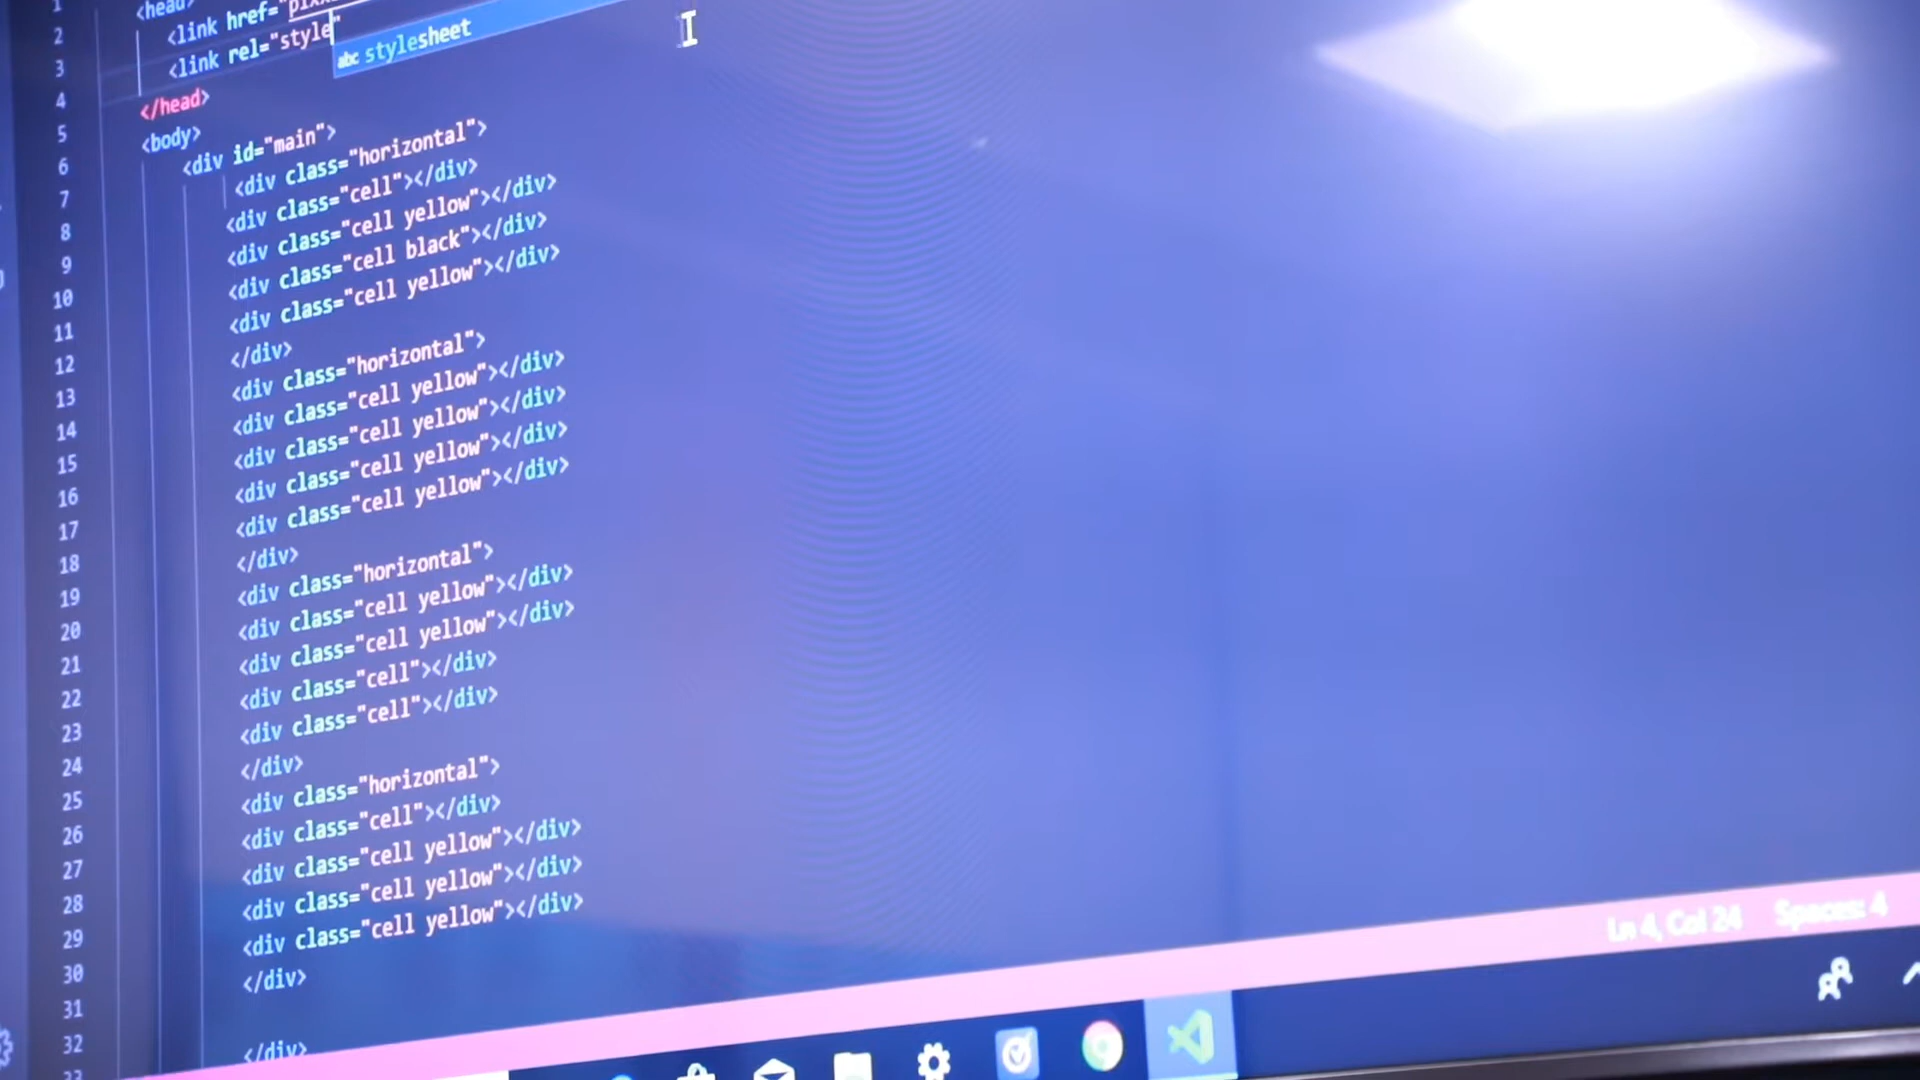 1
2 <head>
3 <link href="
4 <link rel="style"
abc stylesheet
5 </head>
6 <body>
7 <div id="main">
8 <div class="horizontal">
9 <div class="cell"></div>
10 <div class="cell yellow"></div>
11 <div class="cell black"></div>
12 <div class="cell yellow"></div>
13 </div>
14 <div class="horizontal">
15 <div class="cell yellow"></div>
16 <div class="cell yellow"></div>
17 <div class="cell yellow"></div>
18 <div class="cell yellow"></div>
19 </div>
20 <div class="horizontal">
21 <div class="cell yellow"></div>
22 <div class="cell yellow"></div>
23 <div class="cell"></div>
24 <div class="cell"></div>
25 </div>
26 <div class="horizontal">
27 <div class="cell"></div>
28 <div class="cell yellow"></div>
29 <div class="cell yellow"></div>
30 <div class="cell yellow"></div>
31 </div>
32
</div>
Ln 4, Col 24 Spaces: 4